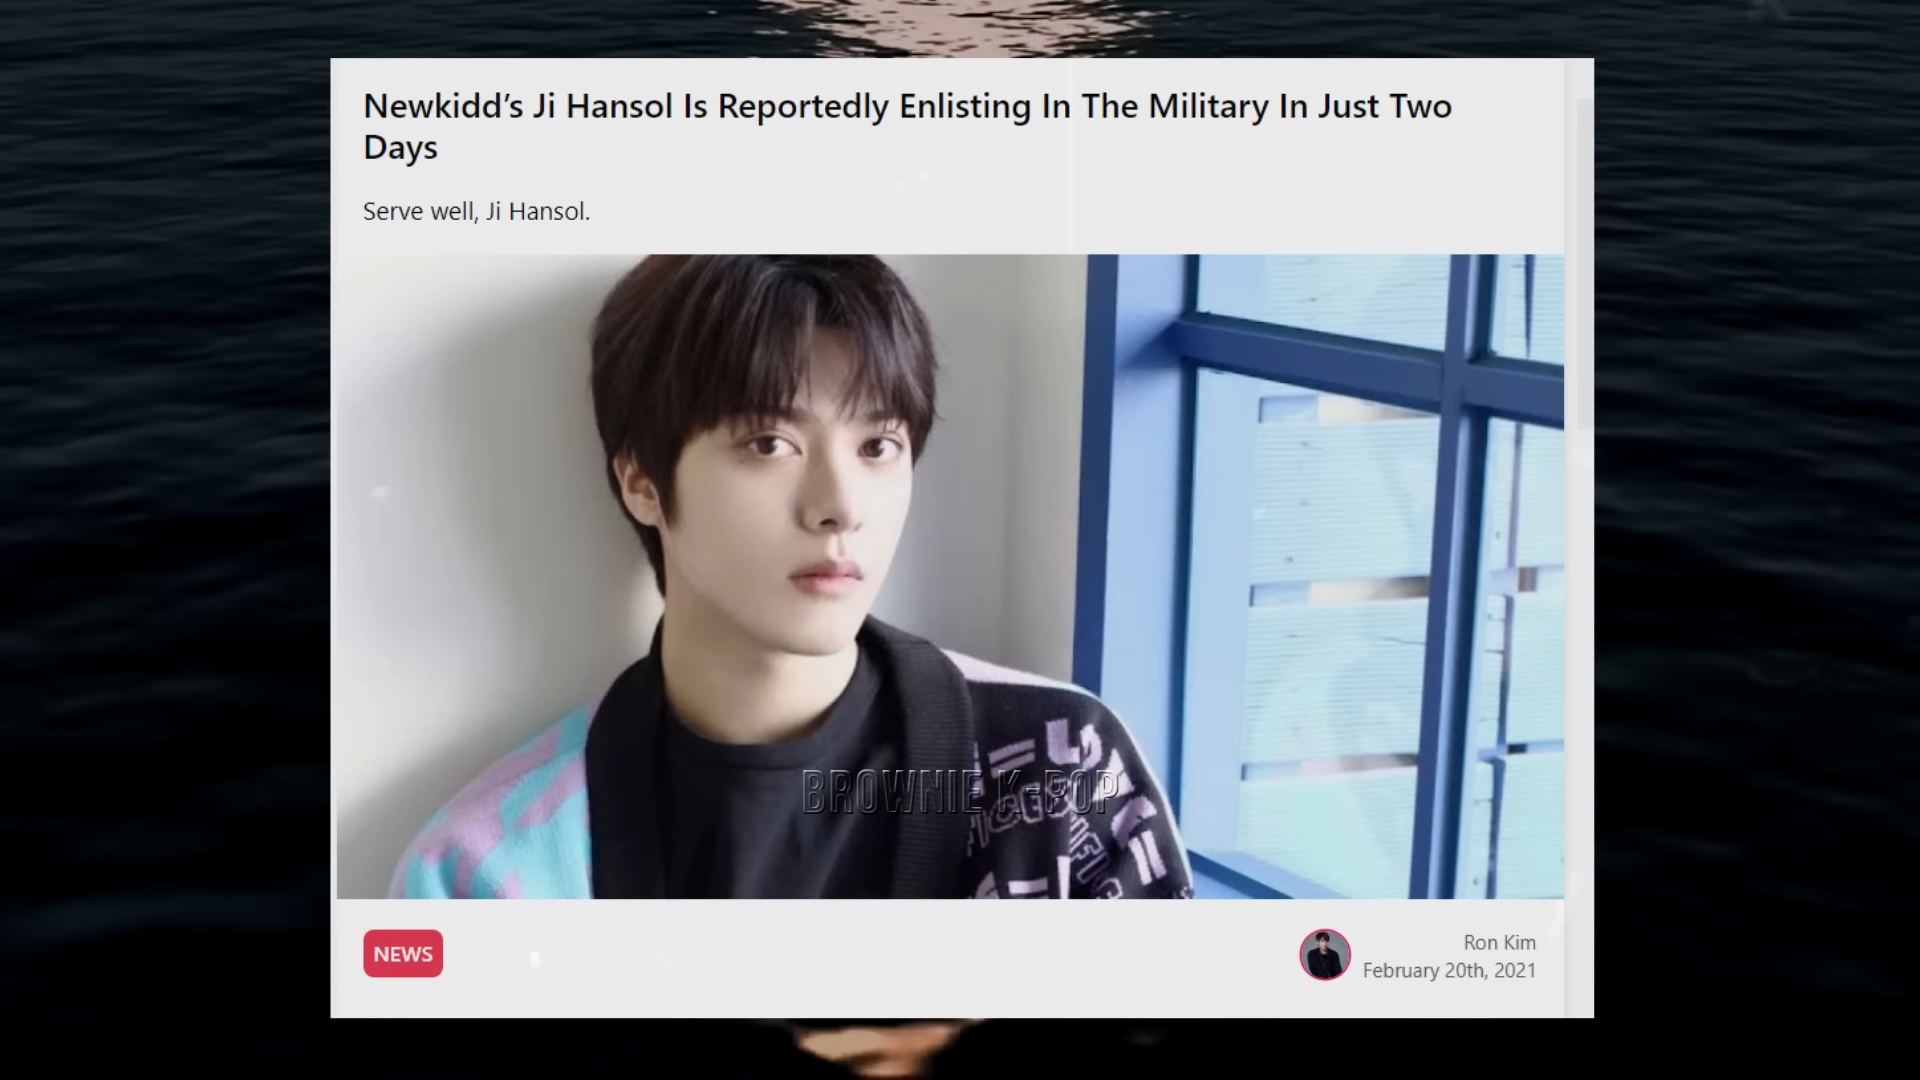 Newkidd's Ji Hansol Is Reportedly Enlisting In The Military In Just Two
Days
Serve well, Ji Hansol.
BROWNIE K-POP
NEWS
Ron Kim
February 20th, 2021